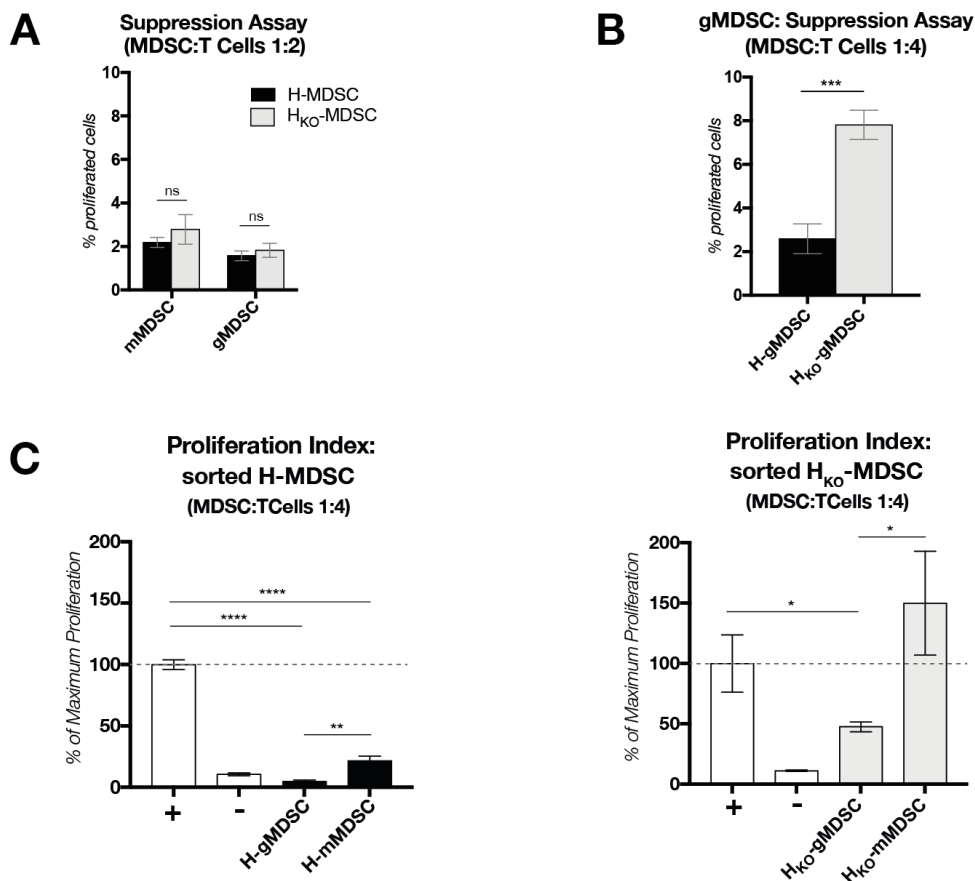 A
Suppression Assay
(MDSC:T Cells 1:2)
10
8
6
4
2
0
% proliferated cells
H-MDSC
HKO-MDSC
ns
ns
mMDSC
gMDSC
B
gMDSC: Suppression Assay
(MDSC:T Cells 1:4)
10
8
6
4
2
0
% proliferated cells
***
H-gMDSC
HKO-gMDSC
C
Proliferation Index:
sorted H-MDSC
(MDSC:TCells 1:4)
200
150
100
50
0
% of Maximum Proliferation
****
****
**
+
-
H-gMDSC
H-mMDSC
Proliferation Index:
sorted HKO-MDSC
(MDSC:TCells 1:4)
200
150
100
50
0
% of Maximum Proliferation
*
*
+
-
HKO-gMDSC
HKO-mMDSC